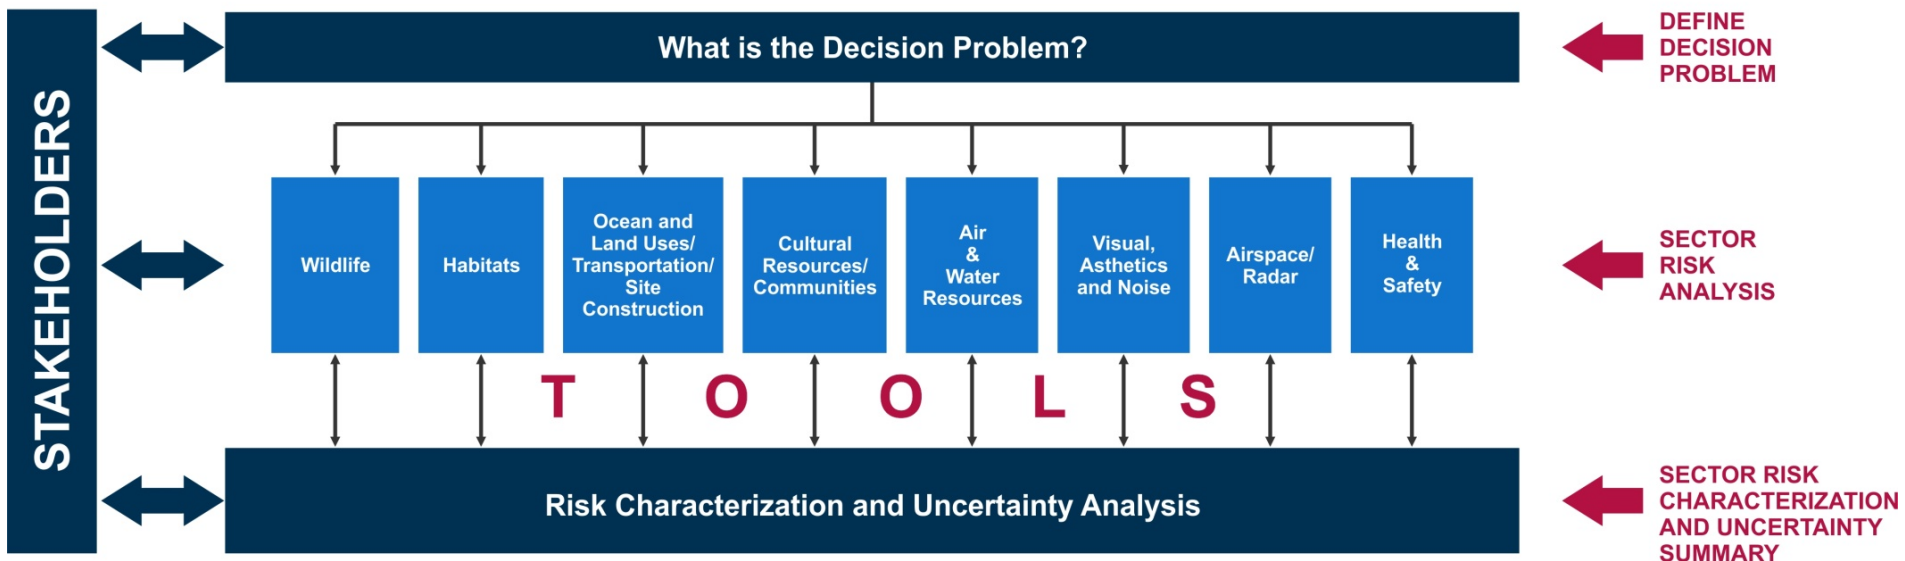 STAKEHOLDERS
What is the Decision Problem?
DEFINE
DECISION
PROBLEM
Wildlife
Habitats
Ocean and
Land Uses/
Transportation/
Site
Construction
Cultural
Resources/
Communities
Air
&
Water
Resources
Visual,
Asthetics
and Noise
Airspace/
Radar
Health
&
Safety
SECTOR
RISK
ANALYSIS
T O O L S
Risk Characterization and Uncertainty Analysis
SECTOR RISK
CHARACTERIZATION
AND UNCERTAINTY
SUMMARY